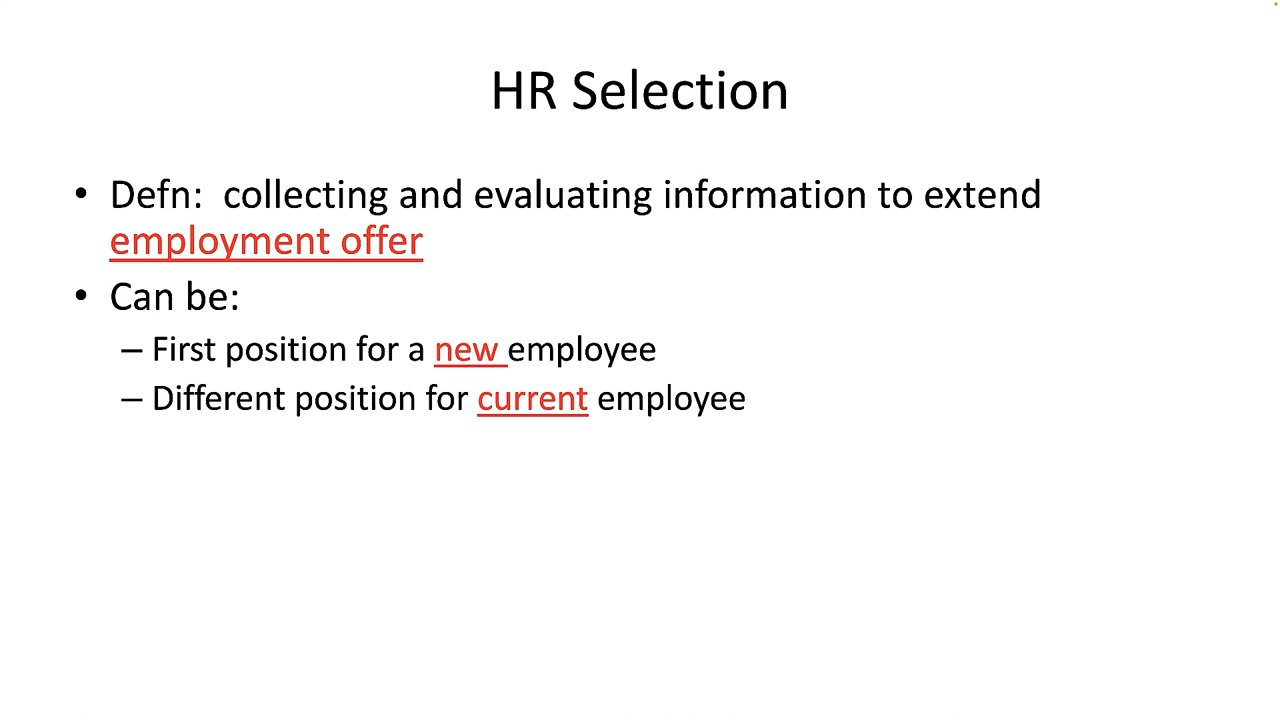 HR Selection
• Defn:  collecting and evaluating information to extend
employment offer
• Can be:
– First position for a new employee
– Different position for current employee